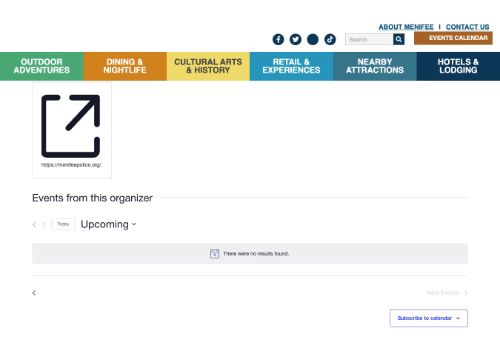 ABOUT MENIFEE | CONTACT US
Search
EVENTS CALENDAR
OUTDOOR ADVENTURES
DINING & NIGHTLIFE
CULTURAL ARTS & HISTORY
RETAIL & EXPERIENCES
NEARBY ATTRACTIONS
HOTELS & LODGING
https://menifeepolice.org/
Events from this organizer
Today
Upcoming
There were no results found.
Next Events
Subscribe to calendar